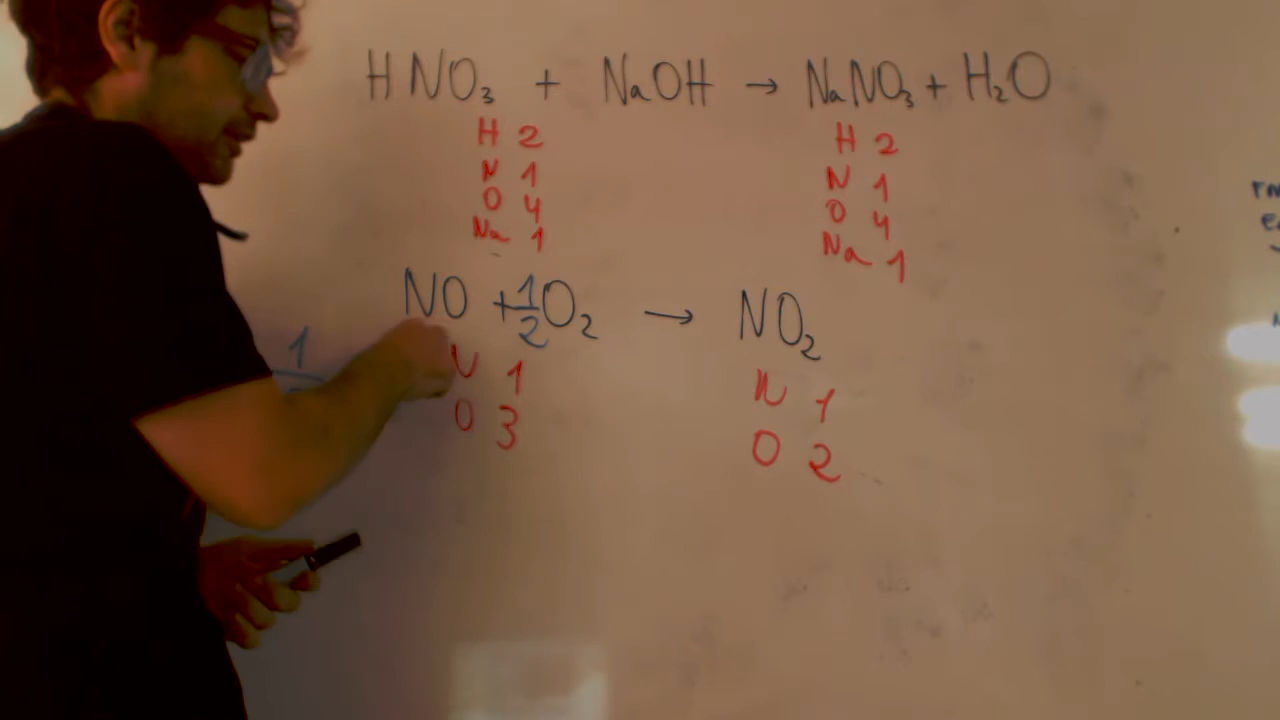 HNO₃ + NaOH → NaNO₃ + H₂O
H 2 H 2
N 1 N 1
O 4 O 4
Na 1 Na 1
NO + 1/2 O₂ → NO₂
1
N 1 N 1
O 3 O 2